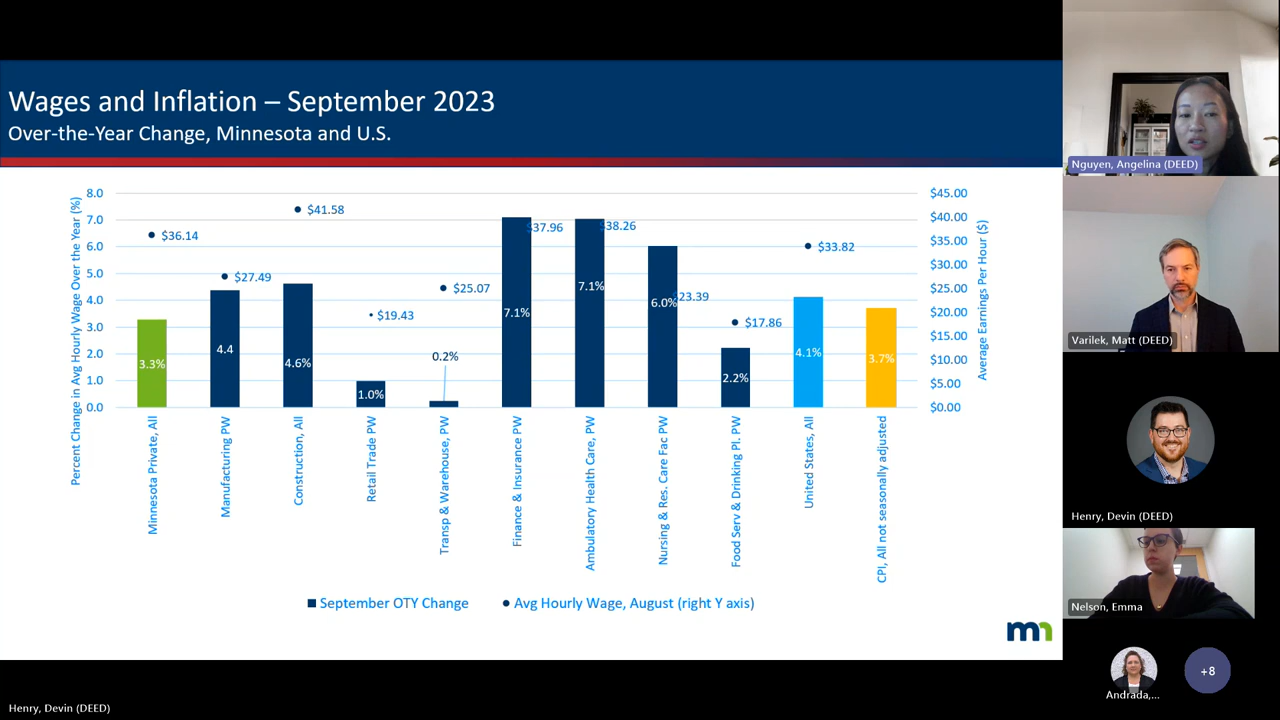 Wages and Inflation – September 2023
Over-the-Year Change, Minnesota and U.S.
Percent Change in Avg Hourly Wage Over the Year (%)
8.0
7.0
6.0
5.0
4.0
3.0
2.0
1.0
0.0
$36.14
$27.49
$41.58
$19.43
$25.07
$37.96
$38.26
$23.39
$17.86
$33.82
3.3%
4.4
4.6%
1.0%
0.2%
7.1%
7.1%
6.0%
2.2%
4.1%
3.7%
$45.00
$40.00
$35.00
$30.00
$25.00
$20.00
$15.00
$10.00
$5.00
$0.00
Average Earnings Per Hour ($)
Minnesota Private, All
Manufacturing PW
Construction, All
Retail Trade PW
Transp & Warehouse, PW
Finance & Insurance PW
Ambulatory Health Care, PW
Nursing & Res. Care Fac PW
Food Serv & Drinking Pl. PW
United States, All
CPI, All not seasonally adjusted
September OTY Change
Avg Hourly Wage, August (right Y axis)
mn
Nguyen, Angelina (DEED)
Varilek, Matt (DEED)
Henry, Devin (DEED)
Nelson, Emma
Andrada,...
+8
Henry, Devin (DEED)